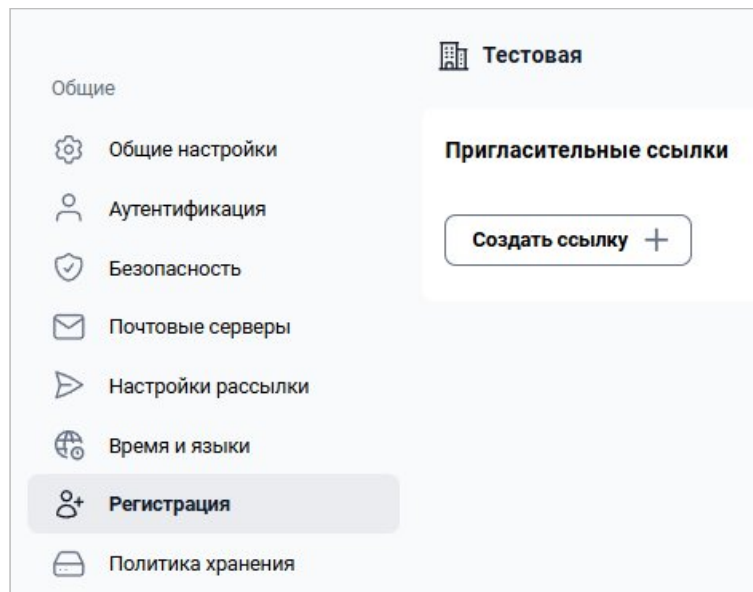 Общие
Общие настройки
Аутентификация
Безопасность
Почтовые серверы
Настройки рассылки
Время и языки
Регистрация
Политика хранения
Тестовая
Пригласительные ссылки
Создать ссылку